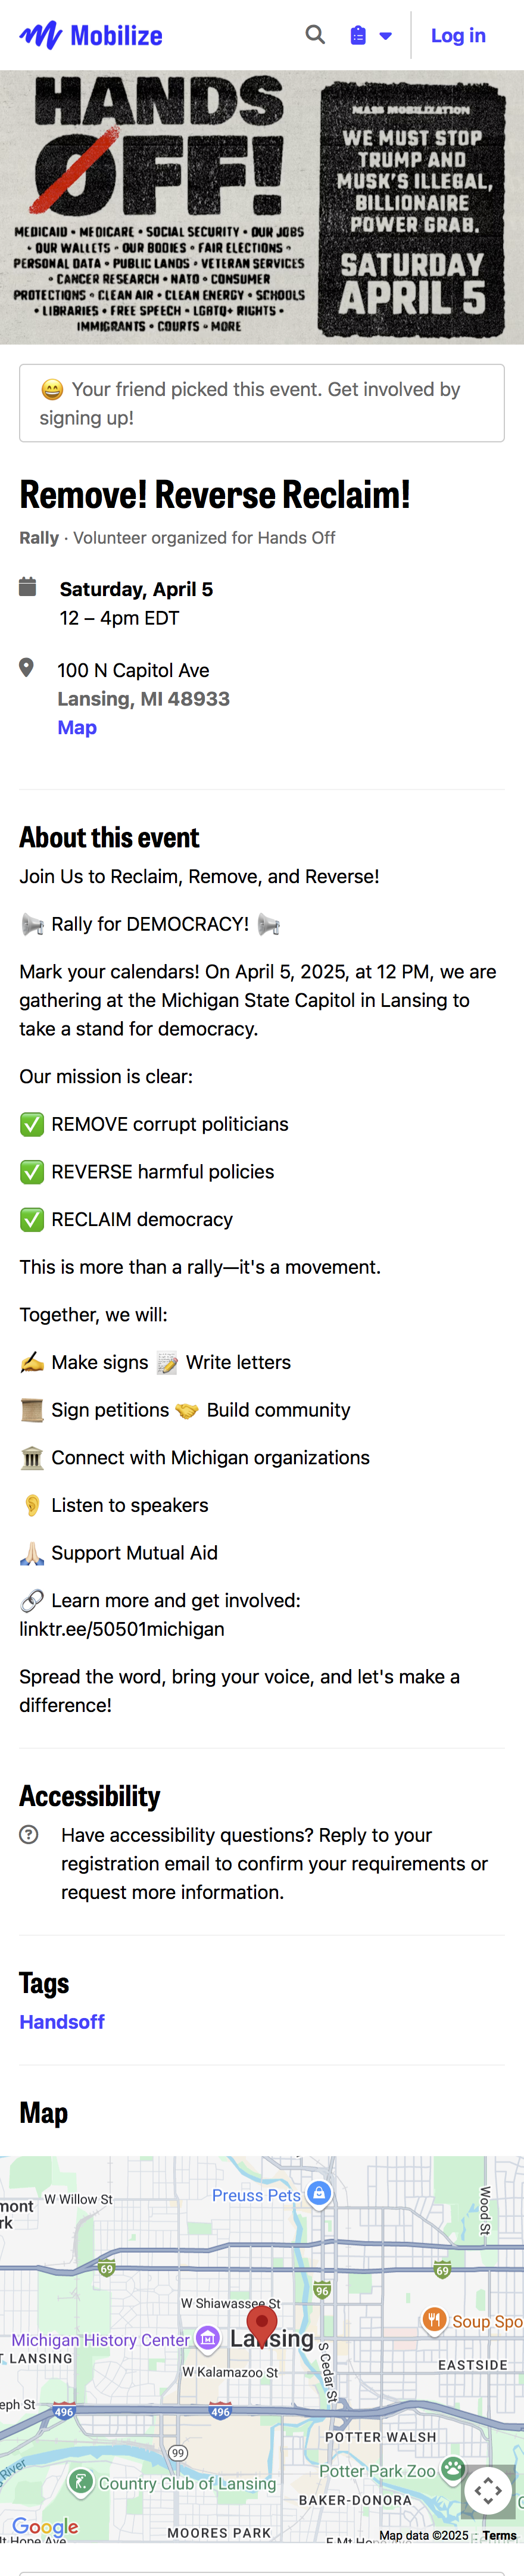 Mobilize
Log in
HANDS
OFF!
MEDICAID • MEDICARE • SOCIAL SECURITY • OUR JOBS
• OUR WALLETS • OUR BODIES • FAIR ELECTIONS •
PERSONAL DATA • PUBLIC LANDS • VETERAN SERVICES
• CANCER RESEARCH • NATO • CONSUMER
PROTECTIONS • CLEAN AIR • CLEAN ENERGY • SCHOOLS
• LIBRARIES • FREE SPEECH • LGBTQ+ RIGHTS •
IMMIGRANTS • COURTS • MORE
MASS MOBILIZATION
WE MUST STOP
TRUMP AND
MUSK'S ILLEGAL,
BILLIONAIRE
POWER GRAB.
SATURDAY
APRIL 5
😄 Your friend picked this event. Get involved by
signing up!
Remove! Reverse Reclaim!
Rally · Volunteer organized for Hands Off
Saturday, April 5
12 – 4pm EDT
100 N Capitol Ave
Lansing, MI 48933
Map
About this event
Join Us to Reclaim, Remove, and Reverse!
📢 Rally for DEMOCRACY! 📢
Mark your calendars! On April 5, 2025, at 12 PM, we are
gathering at the Michigan State Capitol in Lansing to
take a stand for democracy.
Our mission is clear:
✅ REMOVE corrupt politicians
✅ REVERSE harmful policies
✅ RECLAIM democracy
This is more than a rally—it's a movement.
Together, we will:
✍️ Make signs 📝 Write letters
📜 Sign petitions 🤝 Build community
🏛️ Connect with Michigan organizations
👂 Listen to speakers
🙏🏻 Support Mutual Aid
🔗 Learn more and get involved:
linktr.ee/50501michigan
Spread the word, bring your voice, and let's make a
difference!
Accessibility
Have accessibility questions? Reply to your
registration email to confirm your requirements or
request more information.
Tags
Handsoff
Map
Preuss Pets
W Willow St
mont
rk
Wood St
69
69
96
W Shiawassee St
Soup Spo
Michigan History Center
Lansing
T LANSING
W Kalamazoo St
S Cedar St
EASTSIDE
eph St
496
496
POTTER WALSH
99
Potter Park Zoo
River
Country Club of Lansing
BAKER-DONORA
Google
MOORES PARK
Map data ©2025
Terms
lt Hope Ave